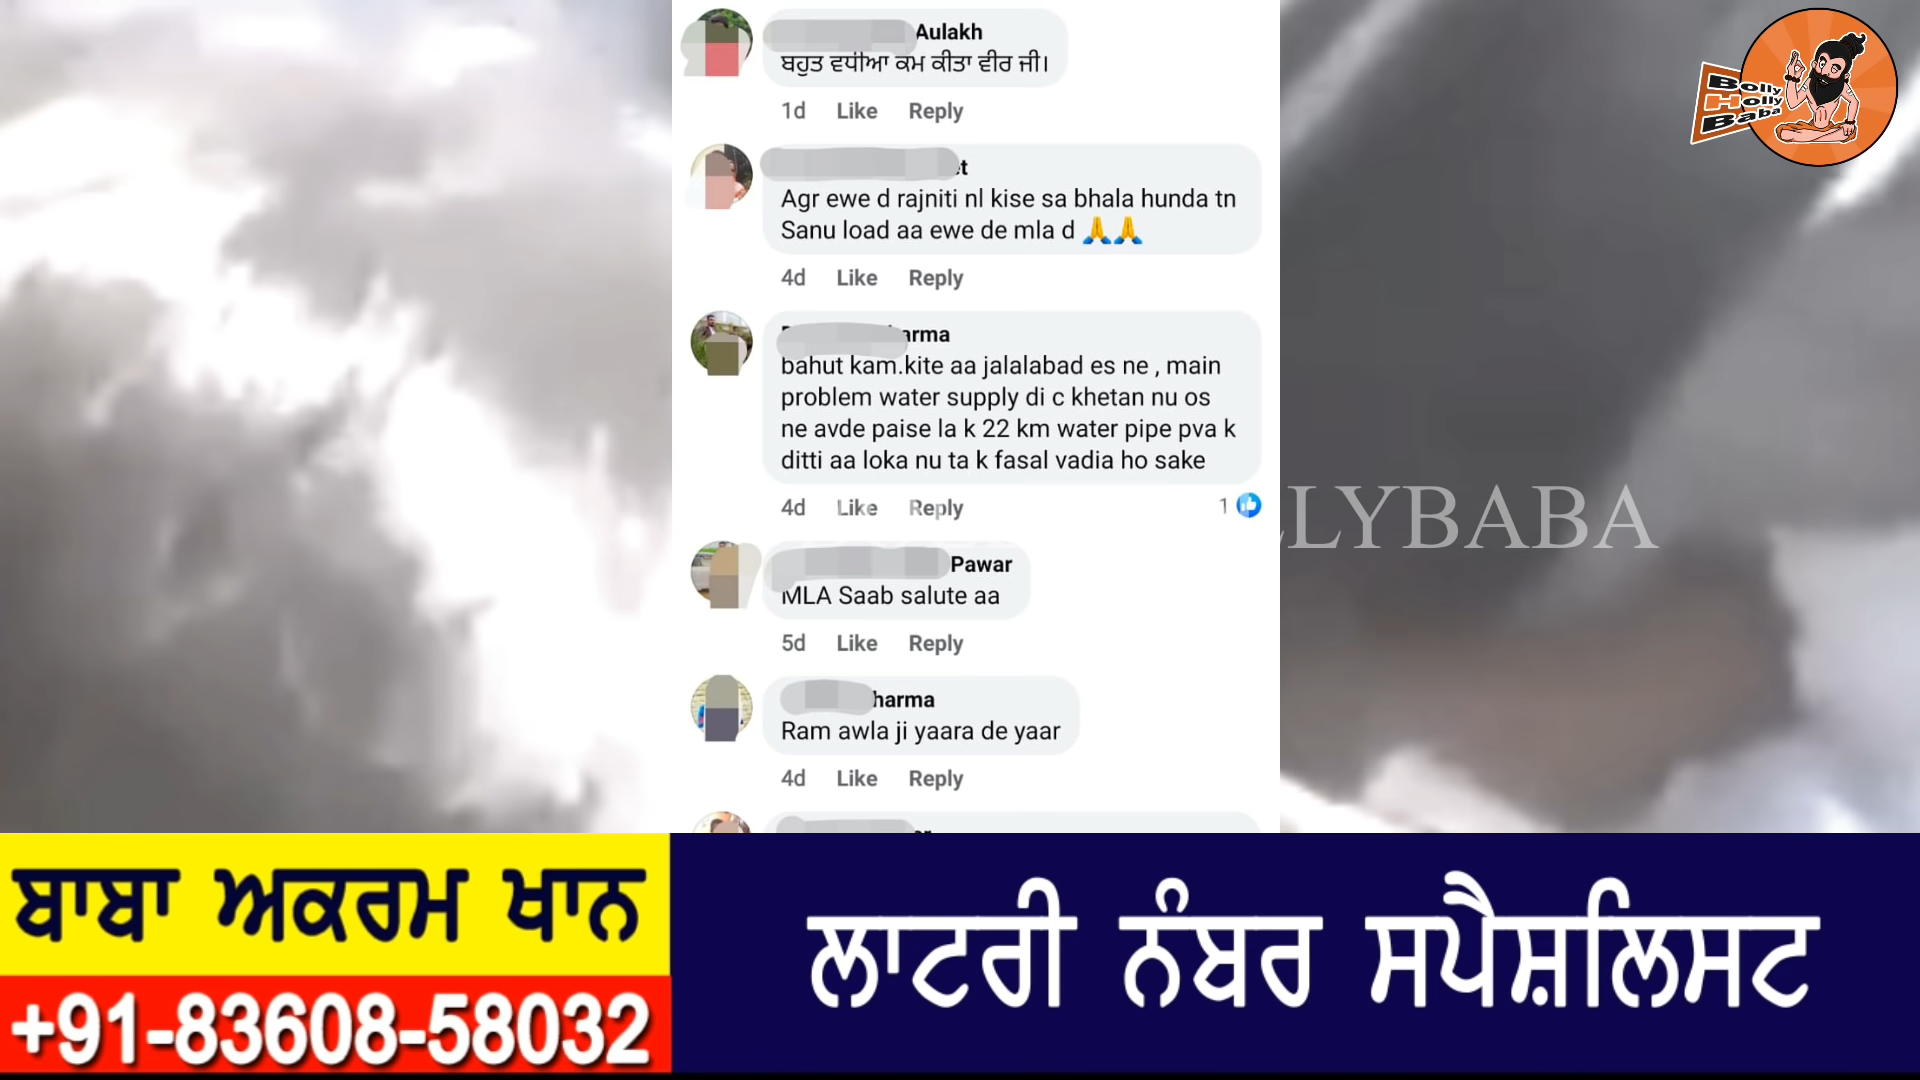 Aulakh
ਬਹੁਤ ਵਧੀਆ ਕਮ ਕੀਤਾ ਵੀਰ ਜੀ।
1d Like Reply
Agr ewe d rajniti nl kise sa bhala hunda tn
Sanu load aa ewe de mla d 🙏🙏
4d Like Reply
bahut kam.kite aa jalalabad es ne , main
problem water supply di c khetan nu os
ne avde paise la k 22 km water pipe pva k
ditti aa loka nu ta k fasal vadia ho sake
4d Like Reply 1
Pawar
MLA Saab salute aa
5d Like Reply
harma
Ram awla ji yaara de yaar
4d Like Reply
Bolly
Holly
Baba
LLYBABA
ਬਾਬਾ ਅਕਰਮ ਖਾਨ
+91-83608-58032
ਲਾਟਰੀ ਨੰਬਰ ਸਪੈਸ਼ਲਿਸਟ